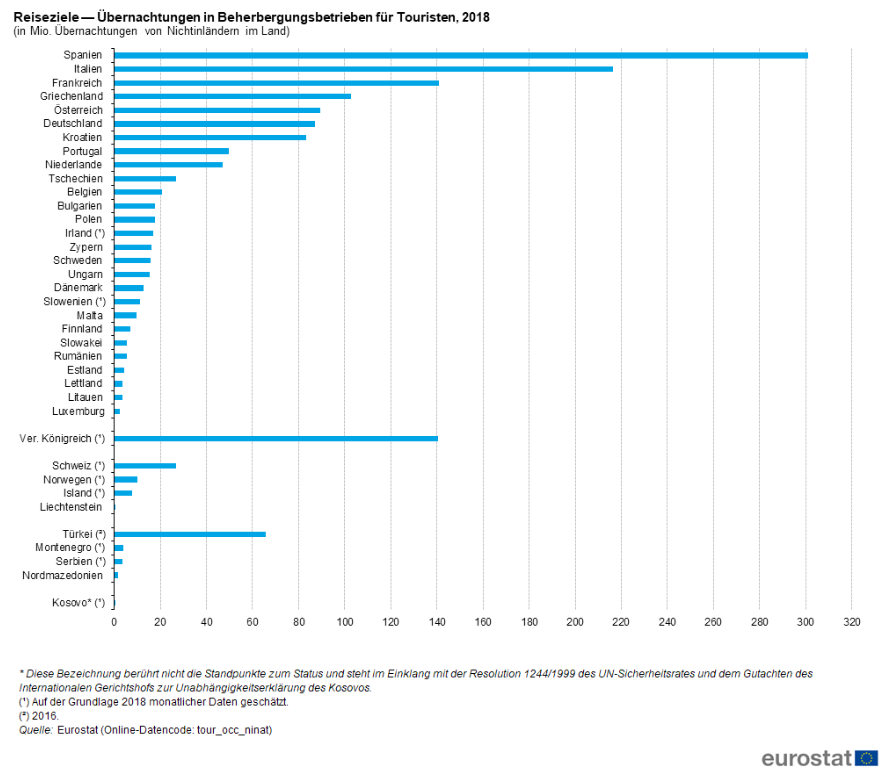 Reiseziele — Übernachtungen in Beherbergungsbetrieben für Touristen, 2018
(in Mio. Übernachtungen von Nichtinländern im Land)
Spanien
Italien
Frankreich
Griechenland
Österreich
Deutschland
Kroatien
Portugal
Niederlande
Tschechien
Belgien
Bulgarien
Polen
Irland (¹)
Zypern
Schweden
Ungarn
Dänemark
Slowenien (¹)
Malta
Finnland
Slowakei
Rumänien
Estland
Lettland
Litauen
Luxemburg
Ver. Königreich (¹)
Schweiz (¹)
Norwegen (¹)
Island (¹)
Liechtenstein
Türkei (²)
Montenegro (¹)
Serbien (¹)
Nordmazedonien
Kosovo* (¹)
0 20 40 60 80 100 120 140 160 180 200 220 240 260 280 300 320
* Diese Bezeichnung berührt nicht die Standpunkte zum Status und steht im Einklang mit der Resolution 1244/1999 des UN-Sicherheitsrates und dem Gutachten des
Internationalen Gerichtshofs zur Unabhängigkeitserklärung des Kosovos.
(¹) Auf der Grundlage 2018 monatlicher Daten geschätzt.
(²) 2016.
Quelle: Eurostat (Online-Datencode: tour_occ_ninat)
eurostat